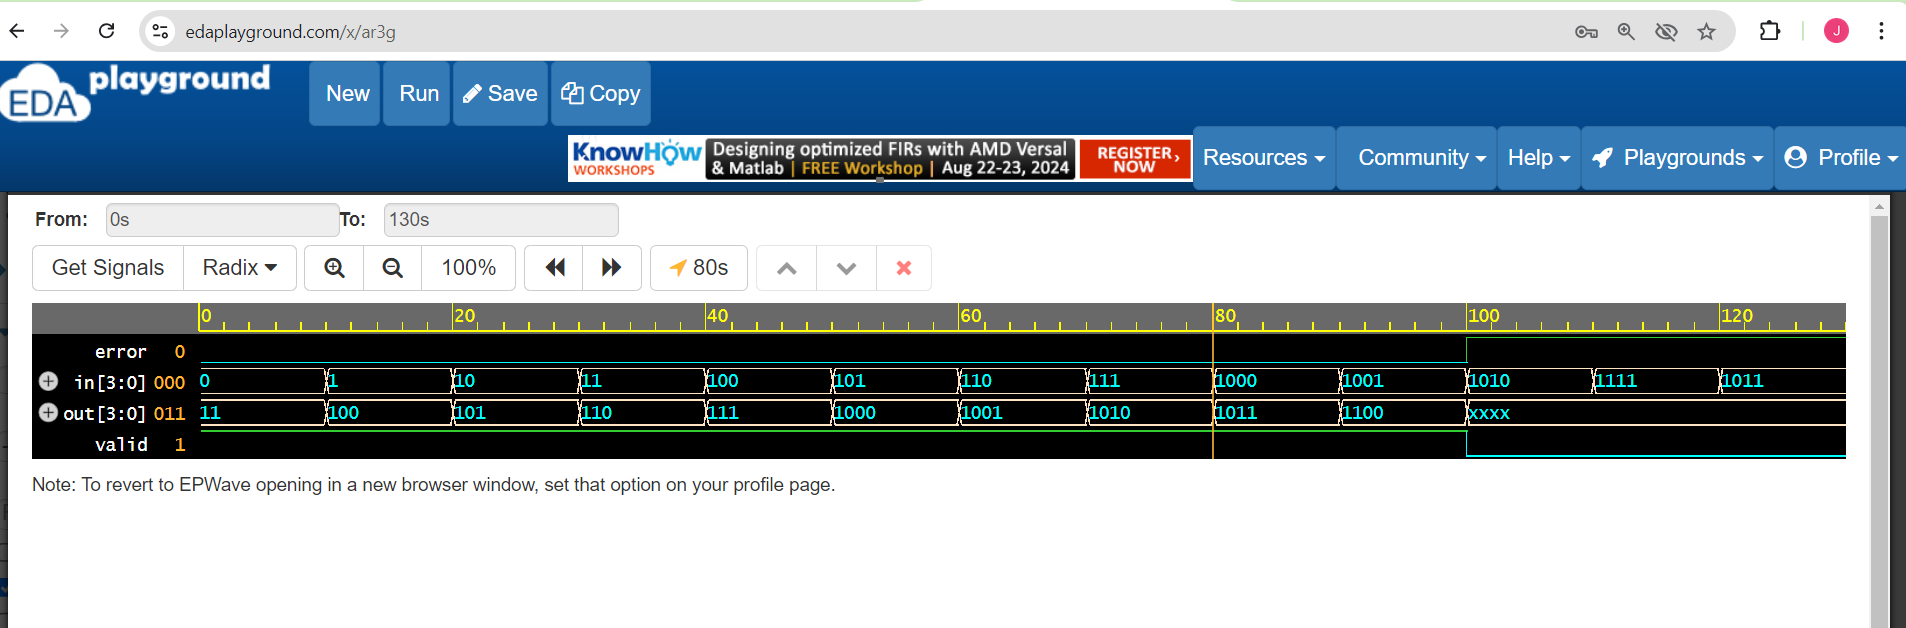 edaplayground.com/x/ar3g
J
EDA playground
New
Run
Save
Copy
KnowHow WORKSHOPS
Designing optimized FIRs with AMD Versal
& Matlab | FREE Workshop | Aug 22-23, 2024
REGISTER
NOW
Resources
Community
Help
Playgrounds
Profile
From: 0s To: 130s
Get Signals Radix 100% 80s
0 20 40 60 80 100 120
error 0
in[3:0] 000 0 1 10 11 100 101 110 111 1000 1001 1010 1111 1011
out[3:0] 011 11 100 101 110 111 1000 1001 1010 1011 1100 xxxx
valid 1
Note: To revert to EPWave opening in a new browser window, set that option on your profile page.